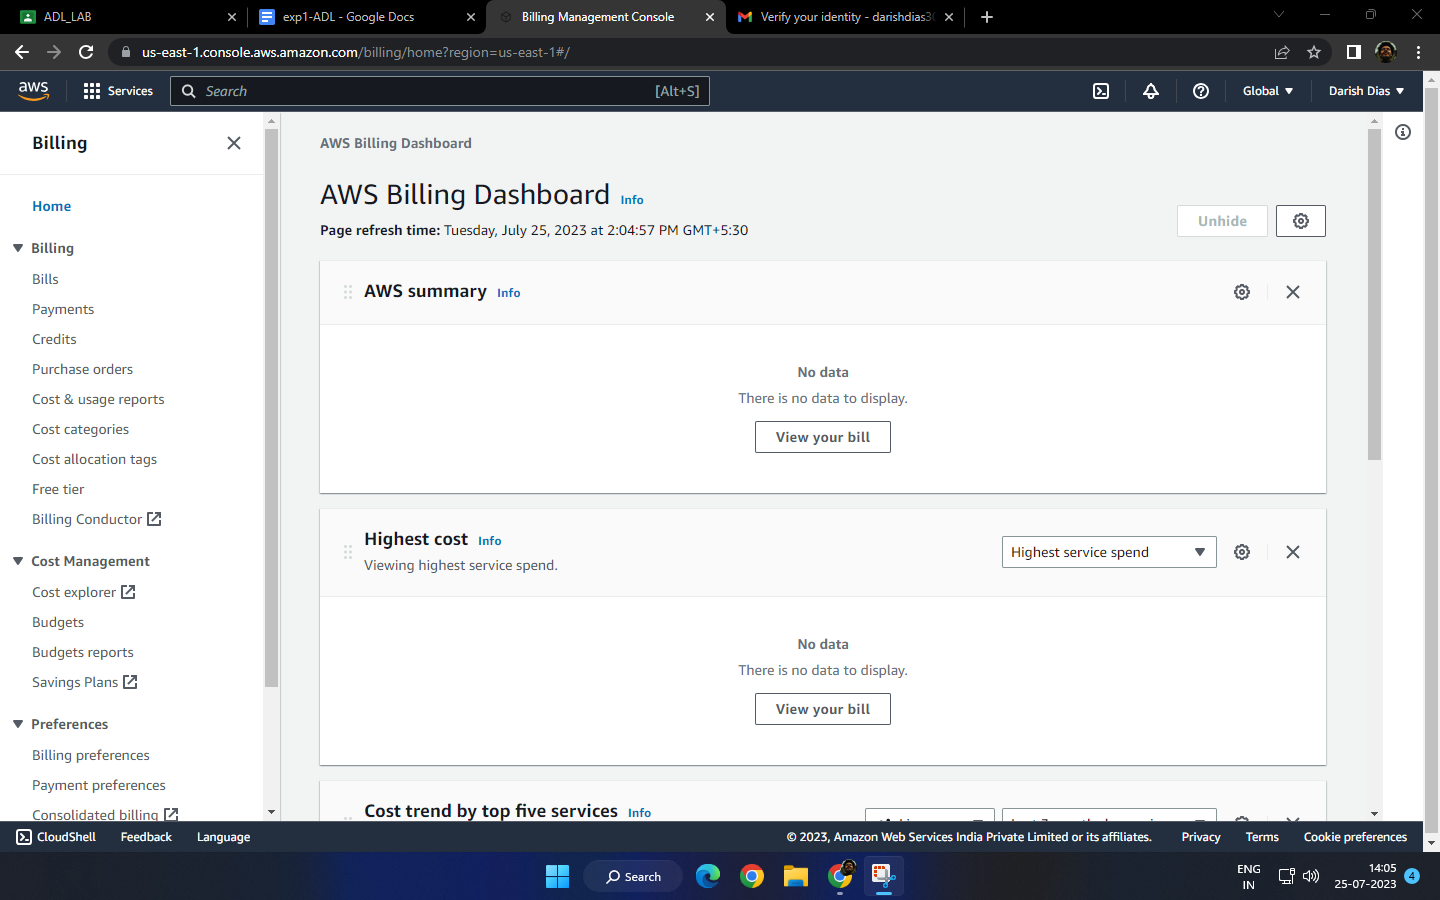 ADL_LAB
exp1-ADL - Google Docs
Billing Management Console
Verify your identity - darishdias30
us-east-1.console.aws.amazon.com/billing/home?region=us-east-1#/
aws
Services
Search
[Alt+S]
Global
Darish Dias
Billing
Home
Billing
Bills
Payments
Credits
Purchase orders
Cost & usage reports
Cost categories
Cost allocation tags
Free tier
Billing Conductor
Cost Management
Cost explorer
Budgets
Budgets reports
Savings Plans
Preferences
Billing preferences
Payment preferences
Consolidated billing
AWS Billing Dashboard
AWS Billing Dashboard Info
Page refresh time: Tuesday, July 25, 2023 at 2:04:57 PM GMT+5:30
Unhide
AWS summary Info
No data
There is no data to display.
View your bill
Highest cost Info
Viewing highest service spend.
Highest service spend
No data
There is no data to display.
View your bill
Cost trend by top five services Info
CloudShell
Feedback
Language
© 2023, Amazon Web Services India Private Limited or its affiliates.
Privacy
Terms
Cookie preferences
Search
ENG
IN
14:05
25-07-2023
4